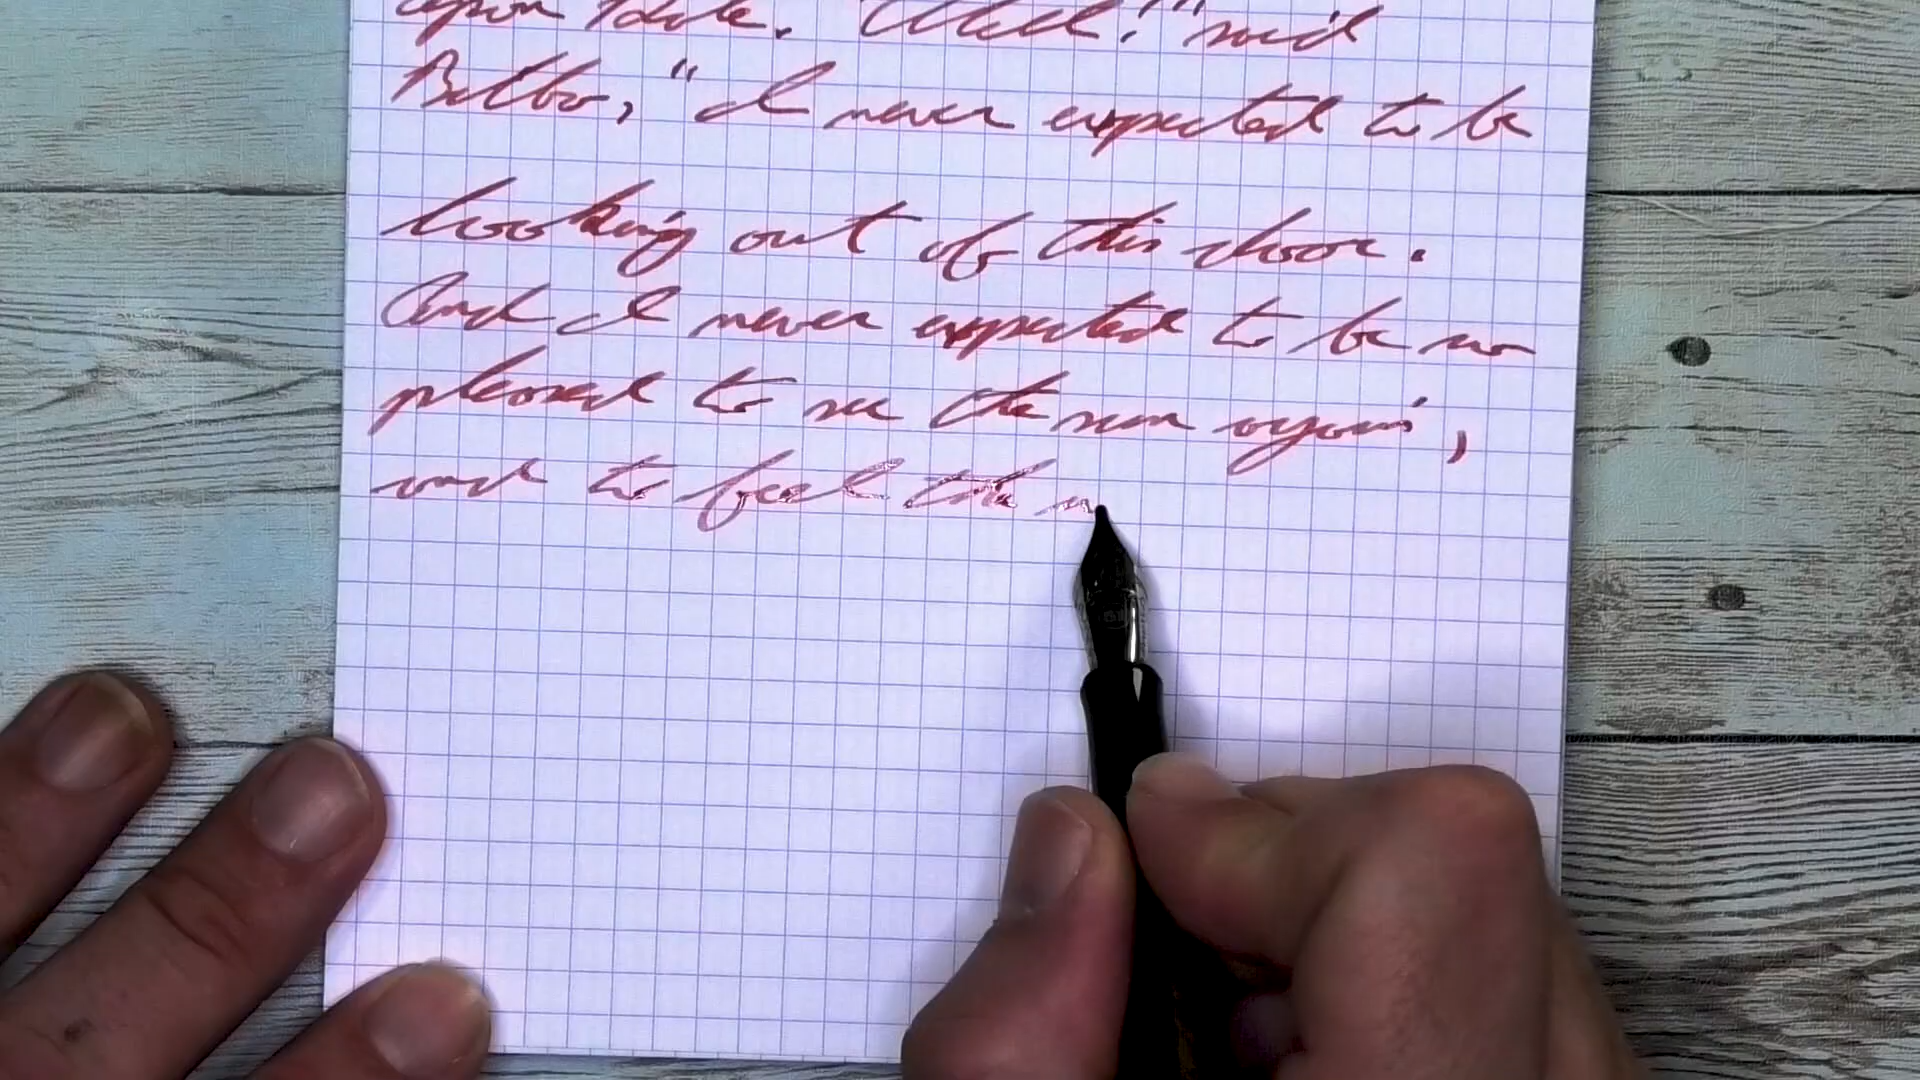 upon Dale. "Well!" said
Bilbo, "I never expected to be
looking out of this door.
And I never expected to be so
pleased to see the sun again,
and to feel the